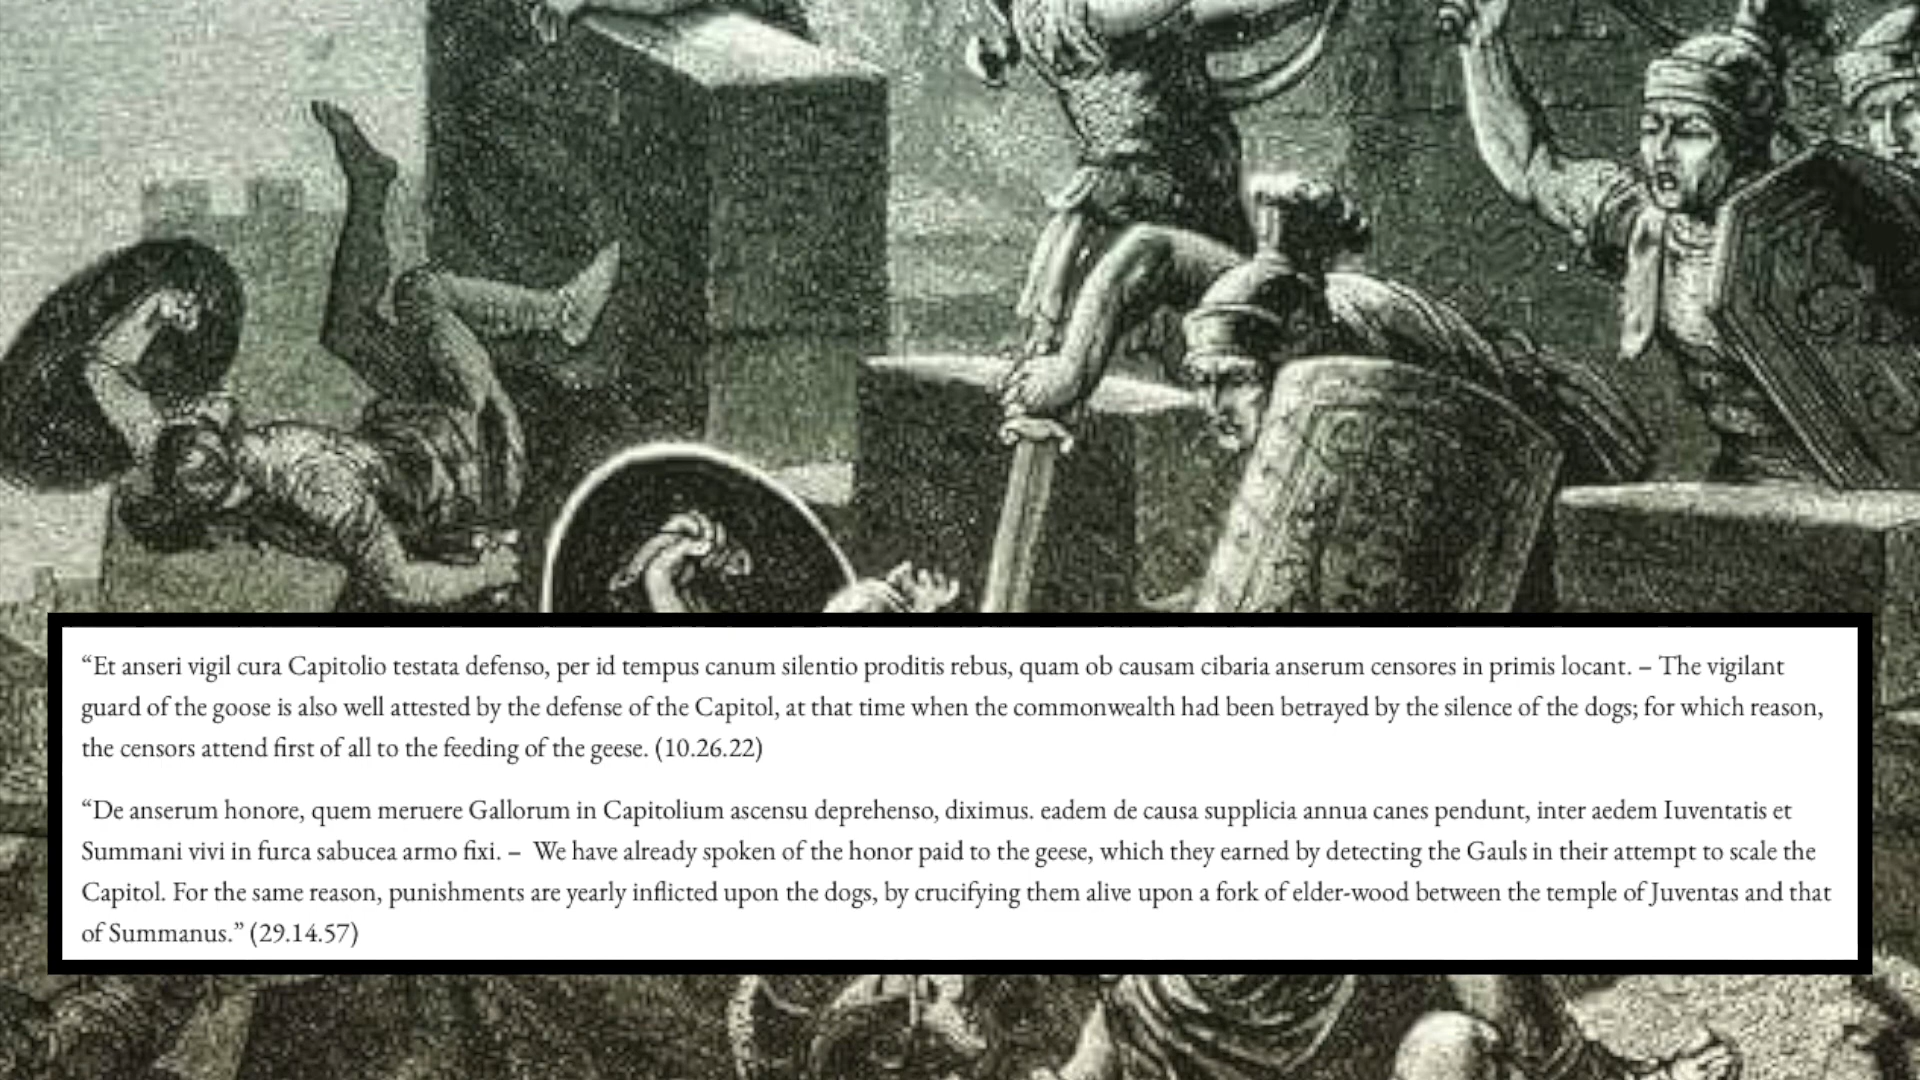 “Et anseri vigil cura Capitolio testata defenso, per id tempus canum silentio proditis rebus, quam ob causam cibaria anserum censores in primis locant. – The vigilant
guard of the goose is also well attested by the defense of the Capitol, at that time when the commonwealth had been betrayed by the silence of the dogs; for which reason,
the censors attend first of all to the feeding of the geese. (10.26.22)
“De anserum honore, quem meruere Gallorum in Capitolium ascensu deprehenso, diximus. eadem de causa supplicia annua canes pendunt, inter aedem Iuventatis et
Summani vivi in furca sabucea armo fixi. –  We have already spoken of the honor paid to the geese, which they earned by detecting the Gauls in their attempt to scale the
Capitol. For the same reason, punishments are yearly inflicted upon the dogs, by crucifying them alive upon a fork of elder-wood between the temple of Juventas and that
of Summanus.” (29.14.57)